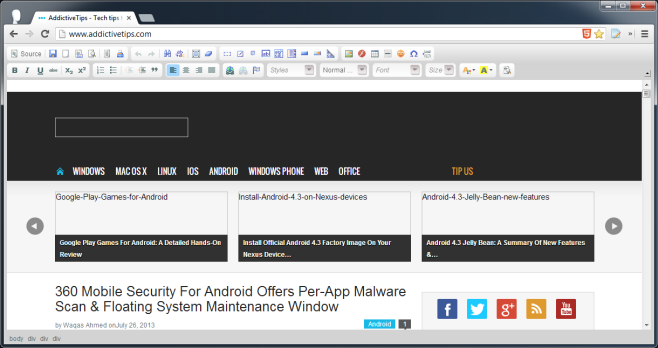 AddictiveTips - Tech tips
www.addictivetips.com
Source
B I U abc X₂ X²
Styles Normal ... Font Size
WINDOWS MAC OS X LINUX IOS ANDROID WINDOWS PHONE WEB OFFICE TIP US
Google-Play-Games-for-Android
Install-Android-4.3-on-Nexus-devices
Android-4.3-Jelly-Bean-new-features
Google Play Games For Android: A Detailed Hands-On
Review
Install Official Android 4.3 Factory Image On Your
Nexus Device…
Android 4.3 Jelly Bean: A Summary Of New Features
&…
360 Mobile Security For Android Offers Per-App Malware
Scan & Floating System Maintenance Window
by Waqas Ahmed onJuly 26, 2013
Android 1
You
Tube
body div div div